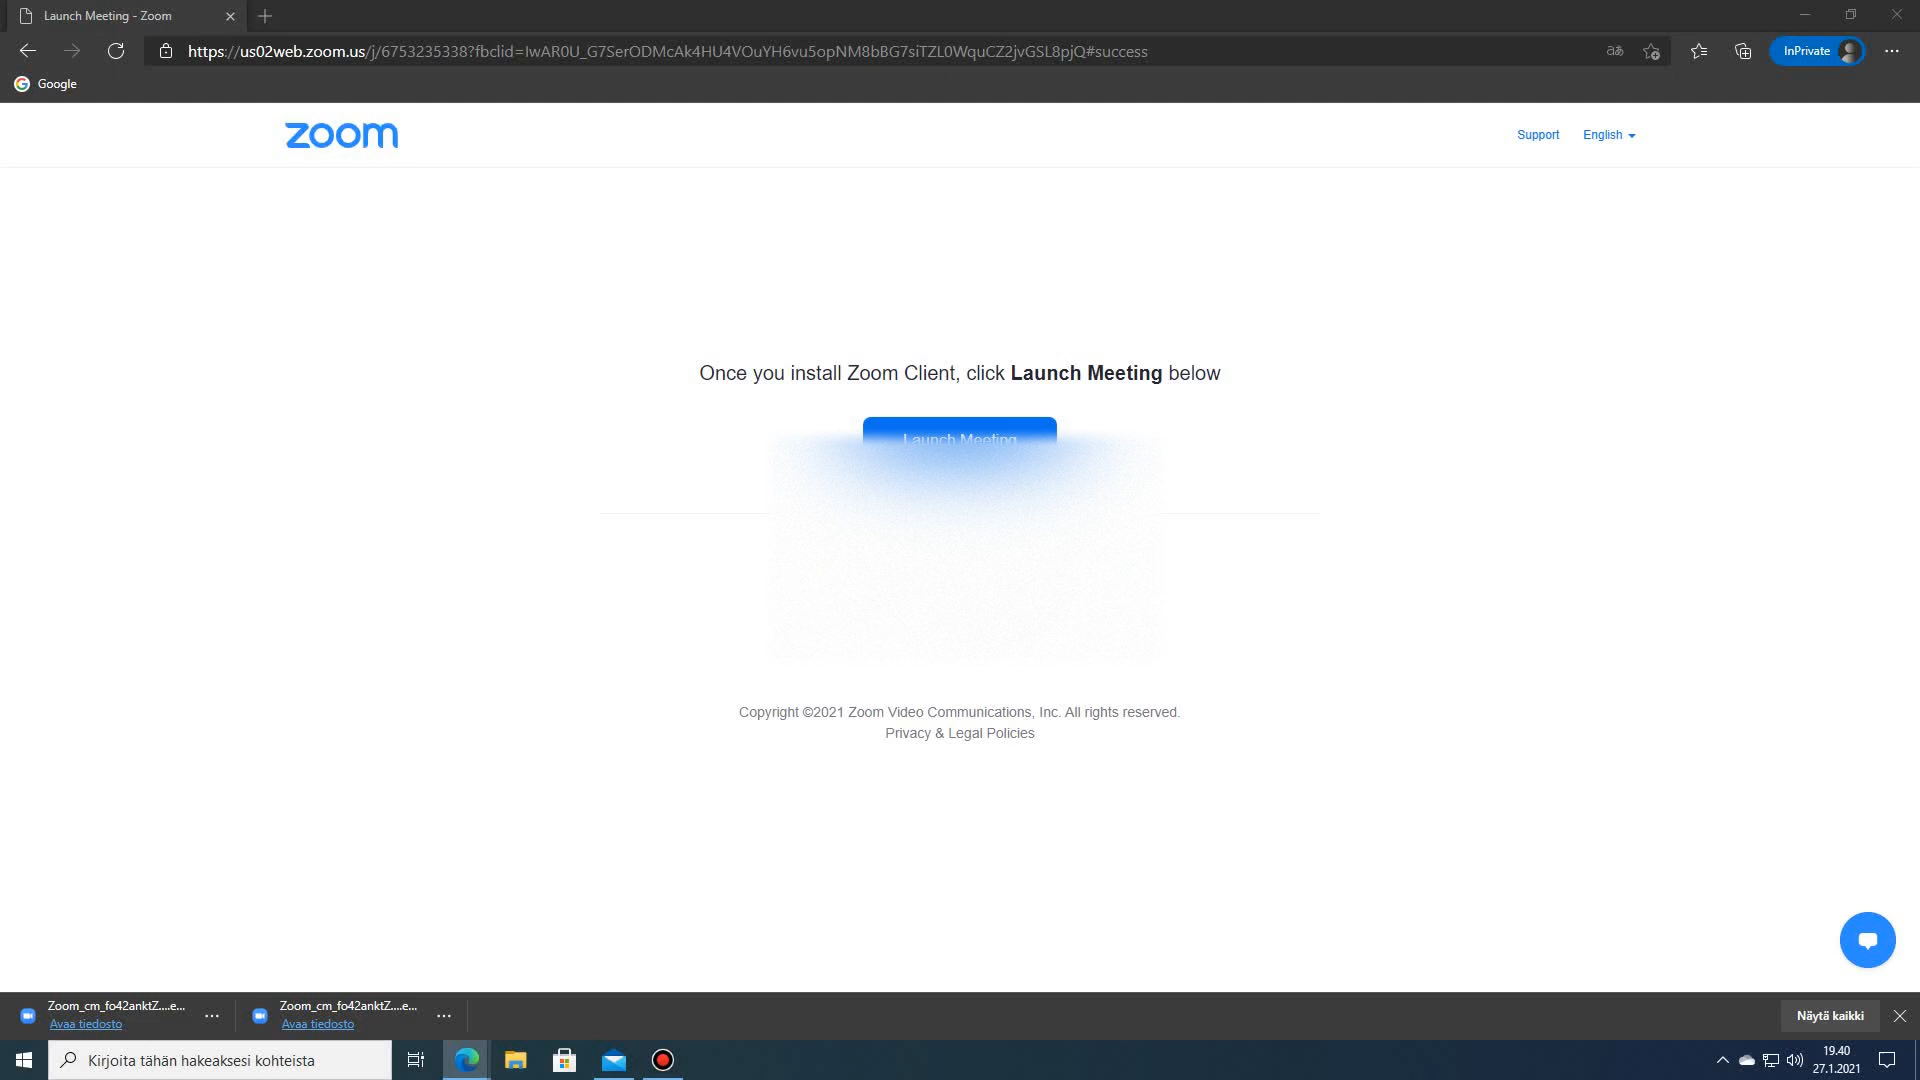 Launch Meeting - Zoom
https://us02web.zoom.us/j/6753235338?fbclid=IwAR0U_G7SerODMcAk4HU4VOuYH6vu5opNM8bBG7siTZL0WquCZ2jvGSL8pjQ#success
aあ
InPrivate
Google
zoom
Support
English
Once you install Zoom Client, click Launch Meeting below
Launch Meeting
Copyright ©2021 Zoom Video Communications, Inc. All rights reserved.
Privacy & Legal Policies
Zoom_cm_fo42anktZ....e...
Avaa tiedosto
Zoom_cm_fo42anktZ....e...
Avaa tiedosto
Näytä kaikki
Kirjoita tähän hakeaksesi kohteista
19.40
27.1.2021